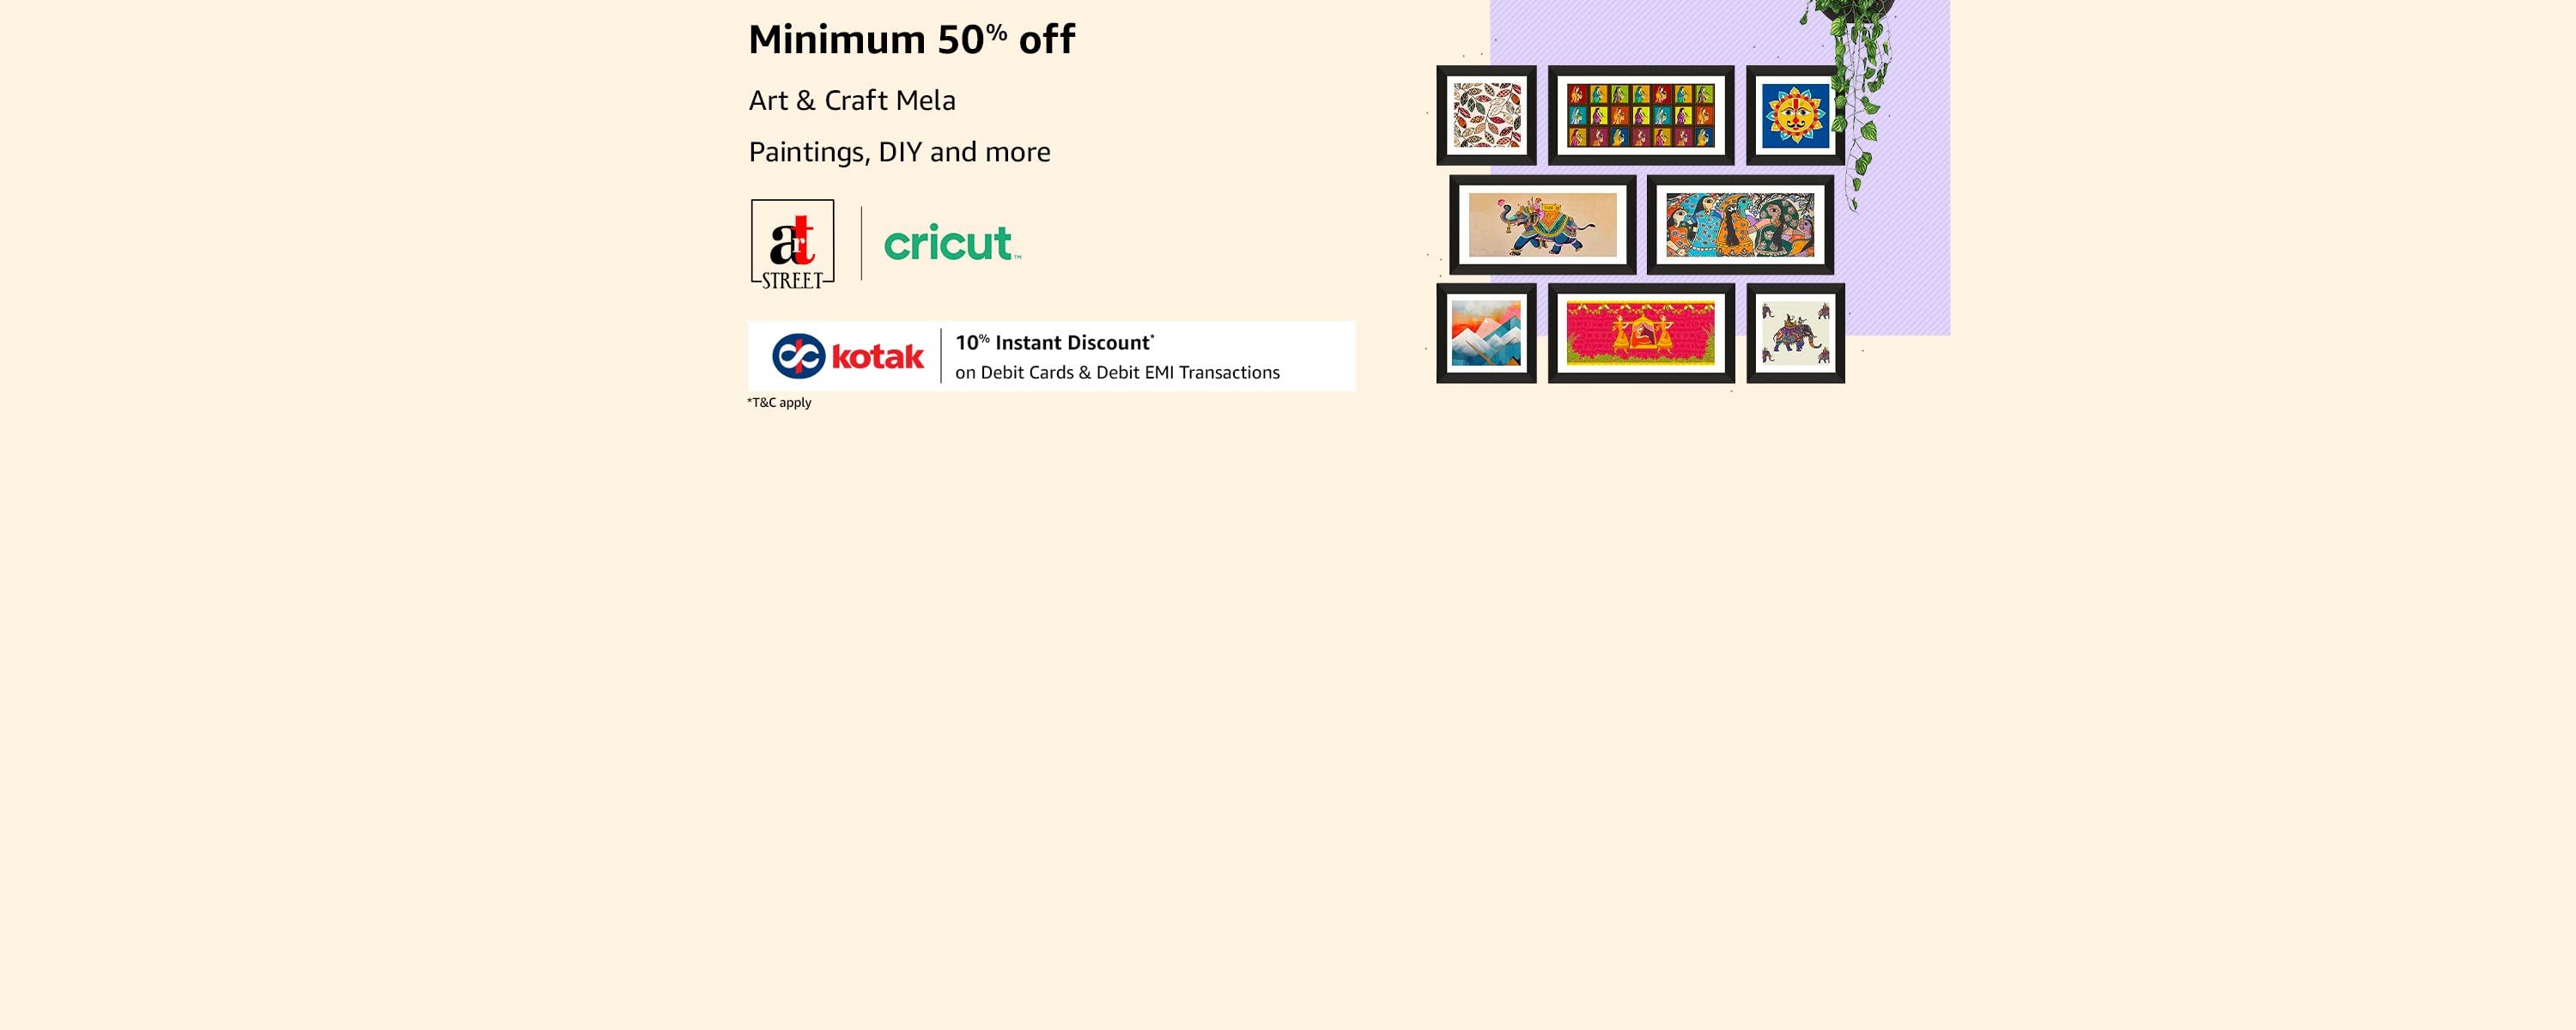 Minimum 50% off
Art & Craft Mela
Paintings, DIY and more
art
STREET
cricut™
kotak
10% Instant Discount*
on Debit Cards & Debit EMI Transactions
*T&C apply